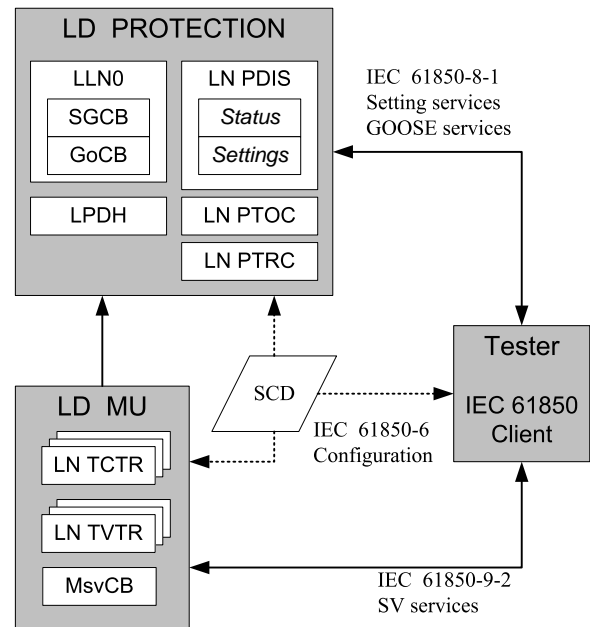 LD PROTECTION
LLN0
SGCB
GoCB
LPDH
LN PDIS
Status
Settings
LN PTOC
LN PTRC
IEC 61850-8-1
Setting services
GOOSE services
SCD
IEC 61850-6
Configuration
Tester
IEC 61850
Client
LD MU
LN TCTR
LN TVTR
MsvCB
IEC 61850-9-2
SV services